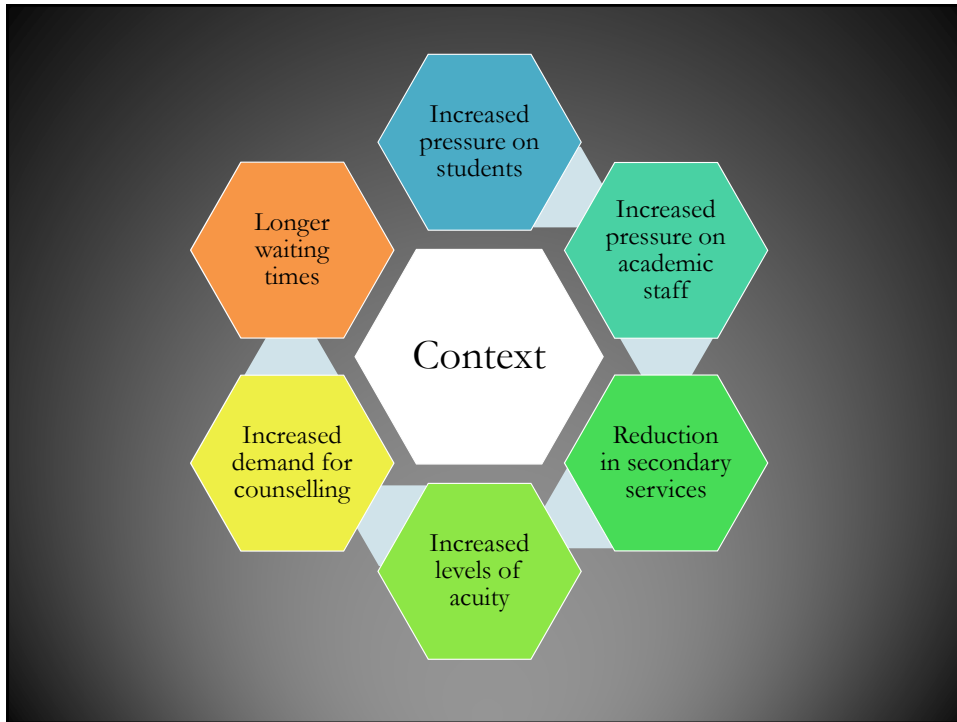 Increased
pressure on
students
Increased
pressure on
academic
staff
Reduction
in secondary
services
Increased
levels of
acuity
Increased
demand for
counselling
Longer
waiting
times
Context